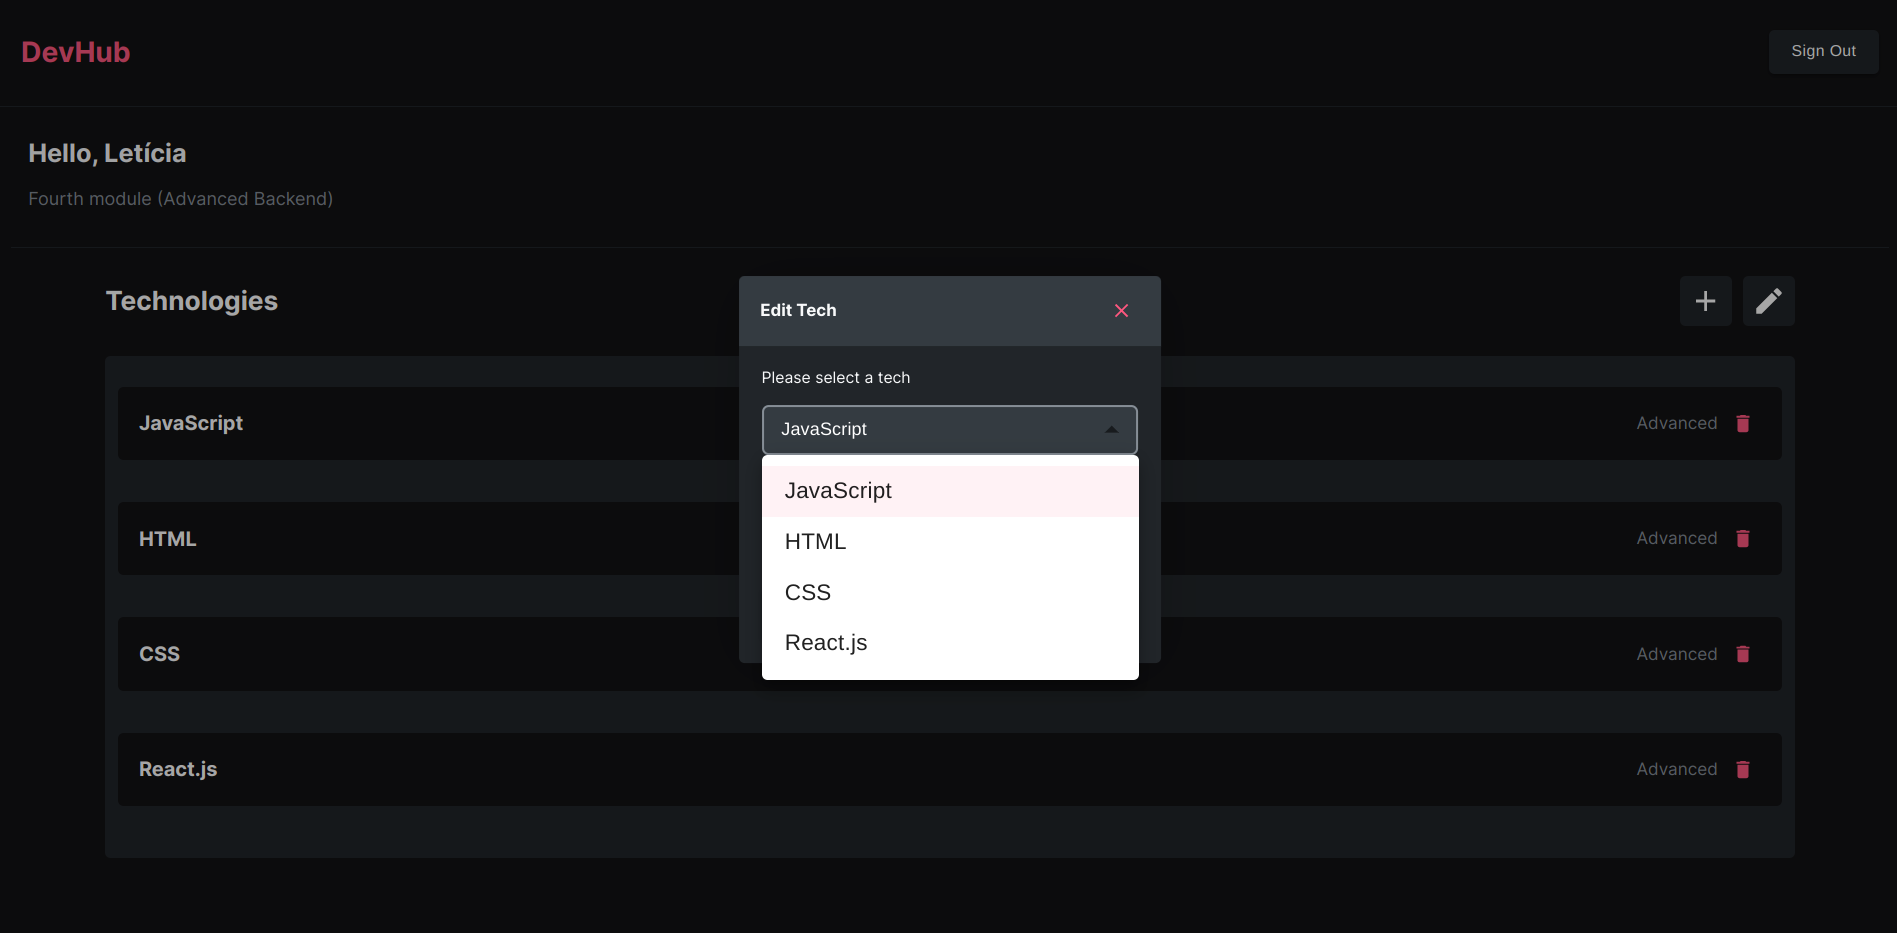 DevHub
Sign Out
Hello, Letícia
Fourth module (Advanced Backend)
Technologies
Edit Tech
Please select a tech
JavaScript
JavaScript
HTML
CSS
React.js
JavaScript
Advanced
HTML
Advanced
CSS
Advanced
React.js
Advanced